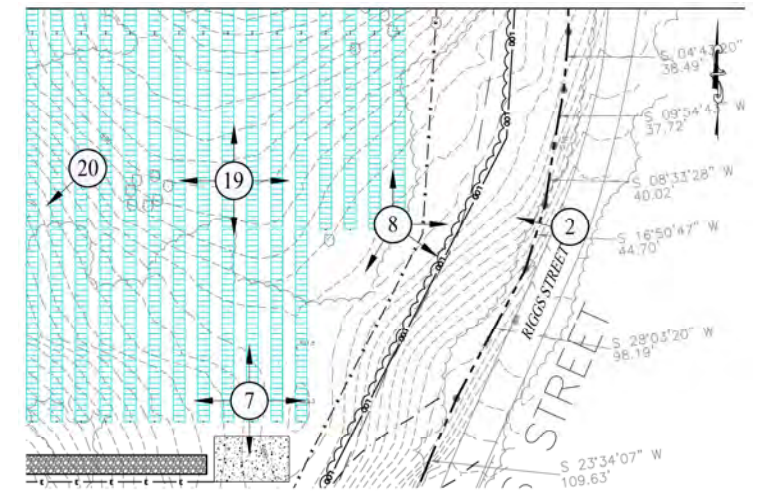 S 04°43'20"
38.49'
S 09°54'43" W
37.72'
20
S 08°33'28" W
40.02
19
8
2
S 16°50'47" W
44.70'
RIGGS STREET
S 28°03'20" W
98.19'
7
STREET
S 23°34'07" W
109.63'